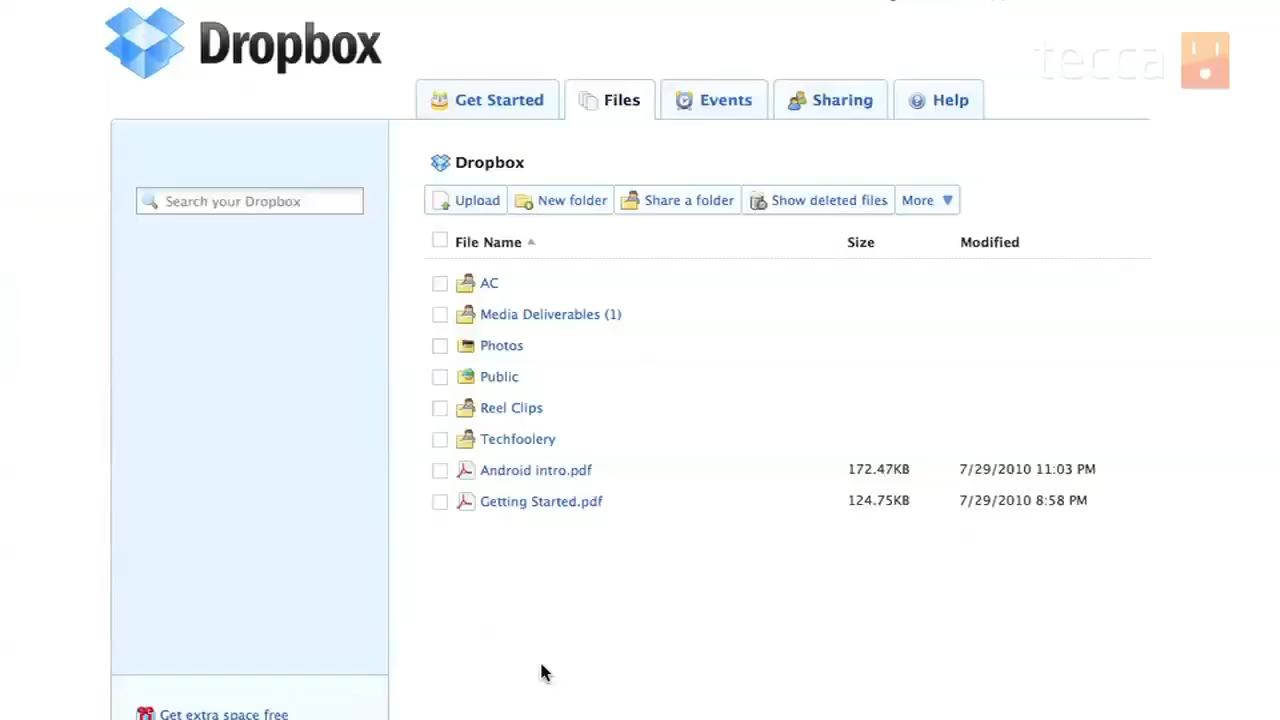 Dropbox
tecca
Get Started Files Events Sharing Help
Dropbox
Search your Dropbox
Upload New folder Share a folder Show deleted files More
File Name Size Modified
AC
Media Deliverables (1)
Photos
Public
Reel Clips
Techfoolery
Android intro.pdf 172.47KB 7/29/2010 11:03 PM
Getting Started.pdf 124.75KB 7/29/2010 8:58 PM
Get extra space free